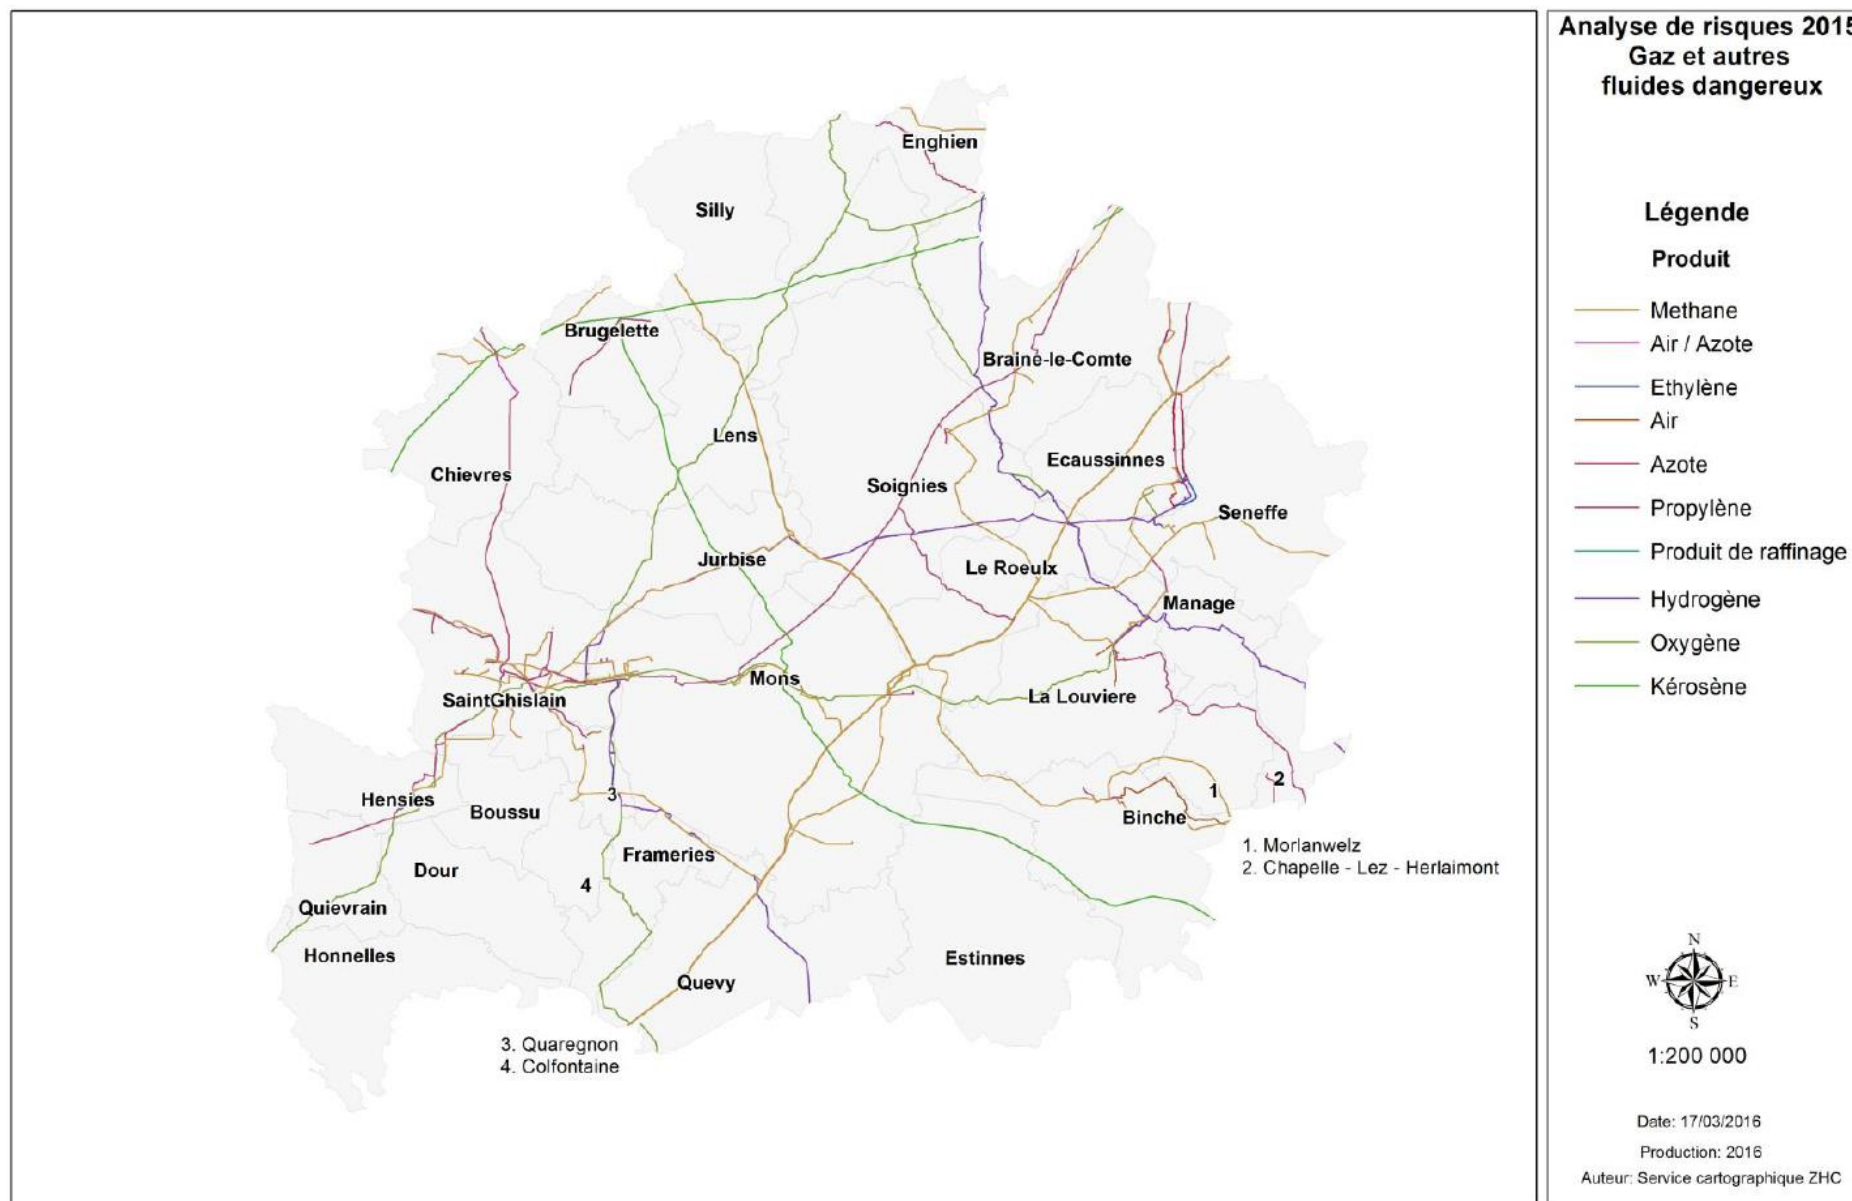 Analyse de risques 2015
Gaz et autres
fluides dangereux
Légende
Produit
Methane
Air / Azote
Ethylène
Air
Azote
Propylène
Produit de raffinage
Hydrogène
Oxygène
Kérosène
N
W E
S
1:200 000
Date: 17/03/2016
Production: 2016
Auteur: Service cartographique ZHC
Enghien
Silly
Brugelette
Braine-le-Comte
Lens
Ecaussinnes
Chievres
Soignies
Seneffe
Jurbise
Le Roeulx
Manage
Mons
SaintGhislain
La Louviere
2
1
3
Hensies
Boussu
Binche
1. Morlanwelz
2. Chapelle - Lez - Herlaimont
Frameries
Dour
4
Quievrain
Honnelles
Estinnes
Quevy
3. Quaregnon
4. Colfontaine